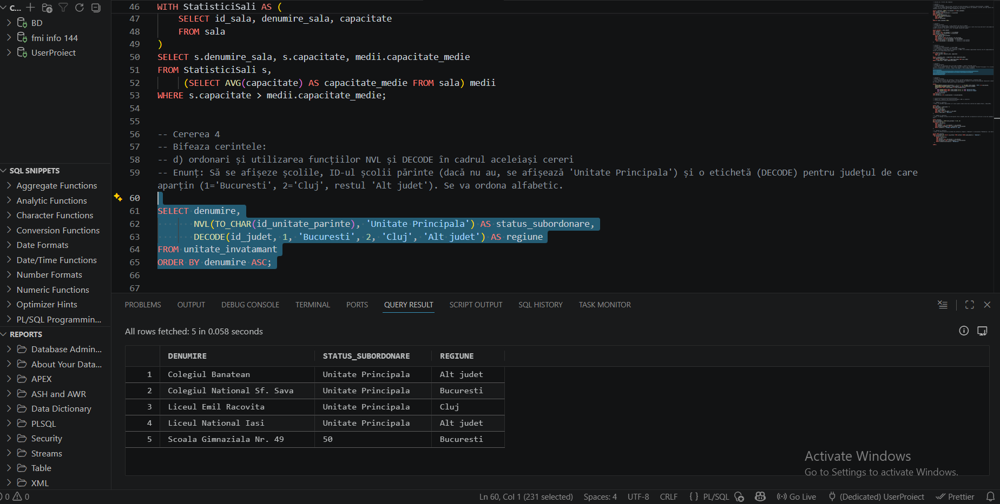 C...
BD
fmi info 144
UserProiect
SQL SNIPPETS
Aggregate Functions
Analytic Functions
Character Functions
Conversion Functions
Date Formats
Date/Time Functions
Number Formats
Numeric Functions
Optimizer Hints
PL/SQL Programmin...
REPORTS
Database Admin...
About Your Data...
APEX
ASH and AWR
Data Dictionary
PLSQL
Security
Streams
Table
XML
46 WITH StatisticiSali AS (
47 SELECT id_sala, denumire_sala, capacitate
48 FROM sala
49 )
50 SELECT s.denumire_sala, s.capacitate, medii.capacitate_medie
51 FROM StatisticiSali s,
52 (SELECT AVG(capacitate) AS capacitate_medie FROM sala) medii
53 WHERE s.capacitate > medii.capacitate_medie;
54
55
56 -- Cererea 4
57 -- Bifeaza cerintele:
58 -- d) ordonari și utilizarea funcțiilor NVL și DECODE în cadrul aceleiași cereri
59 -- Enunț: Să se afișeze școlile, ID-ul școlii părinte (dacă nu au, se afișează 'Unitate Principala') și o etichetă (DECODE) pentru județul de care
aparțin (1='Bucuresti', 2='Cluj', restul 'Alt judet'). Se va ordona alfabetic.
60
61 SELECT denumire,
62 NVL(TO_CHAR(id_unitate_parinte), 'Unitate Principala') AS status_subordonare,
63 DECODE(id_judet, 1, 'Bucuresti', 2, 'Cluj', 'Alt judet') AS regiune
64 FROM unitate_invatamant
65 ORDER BY denumire ASC;
66
67
PROBLEMS OUTPUT DEBUG CONSOLE TERMINAL PORTS QUERY RESULT SCRIPT OUTPUT SQL HISTORY TASK MONITOR
All rows fetched: 5 in 0.058 seconds
DENUMIRE STATUS_SUBORDONARE REGIUNE
1 Colegiul Banatean Unitate Principala Alt judet
2 Colegiul National Sf. Sava Unitate Principala Bucuresti
3 Liceul Emil Racovita Unitate Principala Cluj
4 Liceul National Iasi Unitate Principala Alt judet
5 Scoala Gimnaziala Nr. 49 50 Bucuresti
Activate Windows
Go to Settings to activate Windows.
0 0 Ln 60, Col 1 (231 selected) Spaces: 4 UTF-8 CRLF { } PL/SQL Go Live (Dedicated) UserProiect Prettier